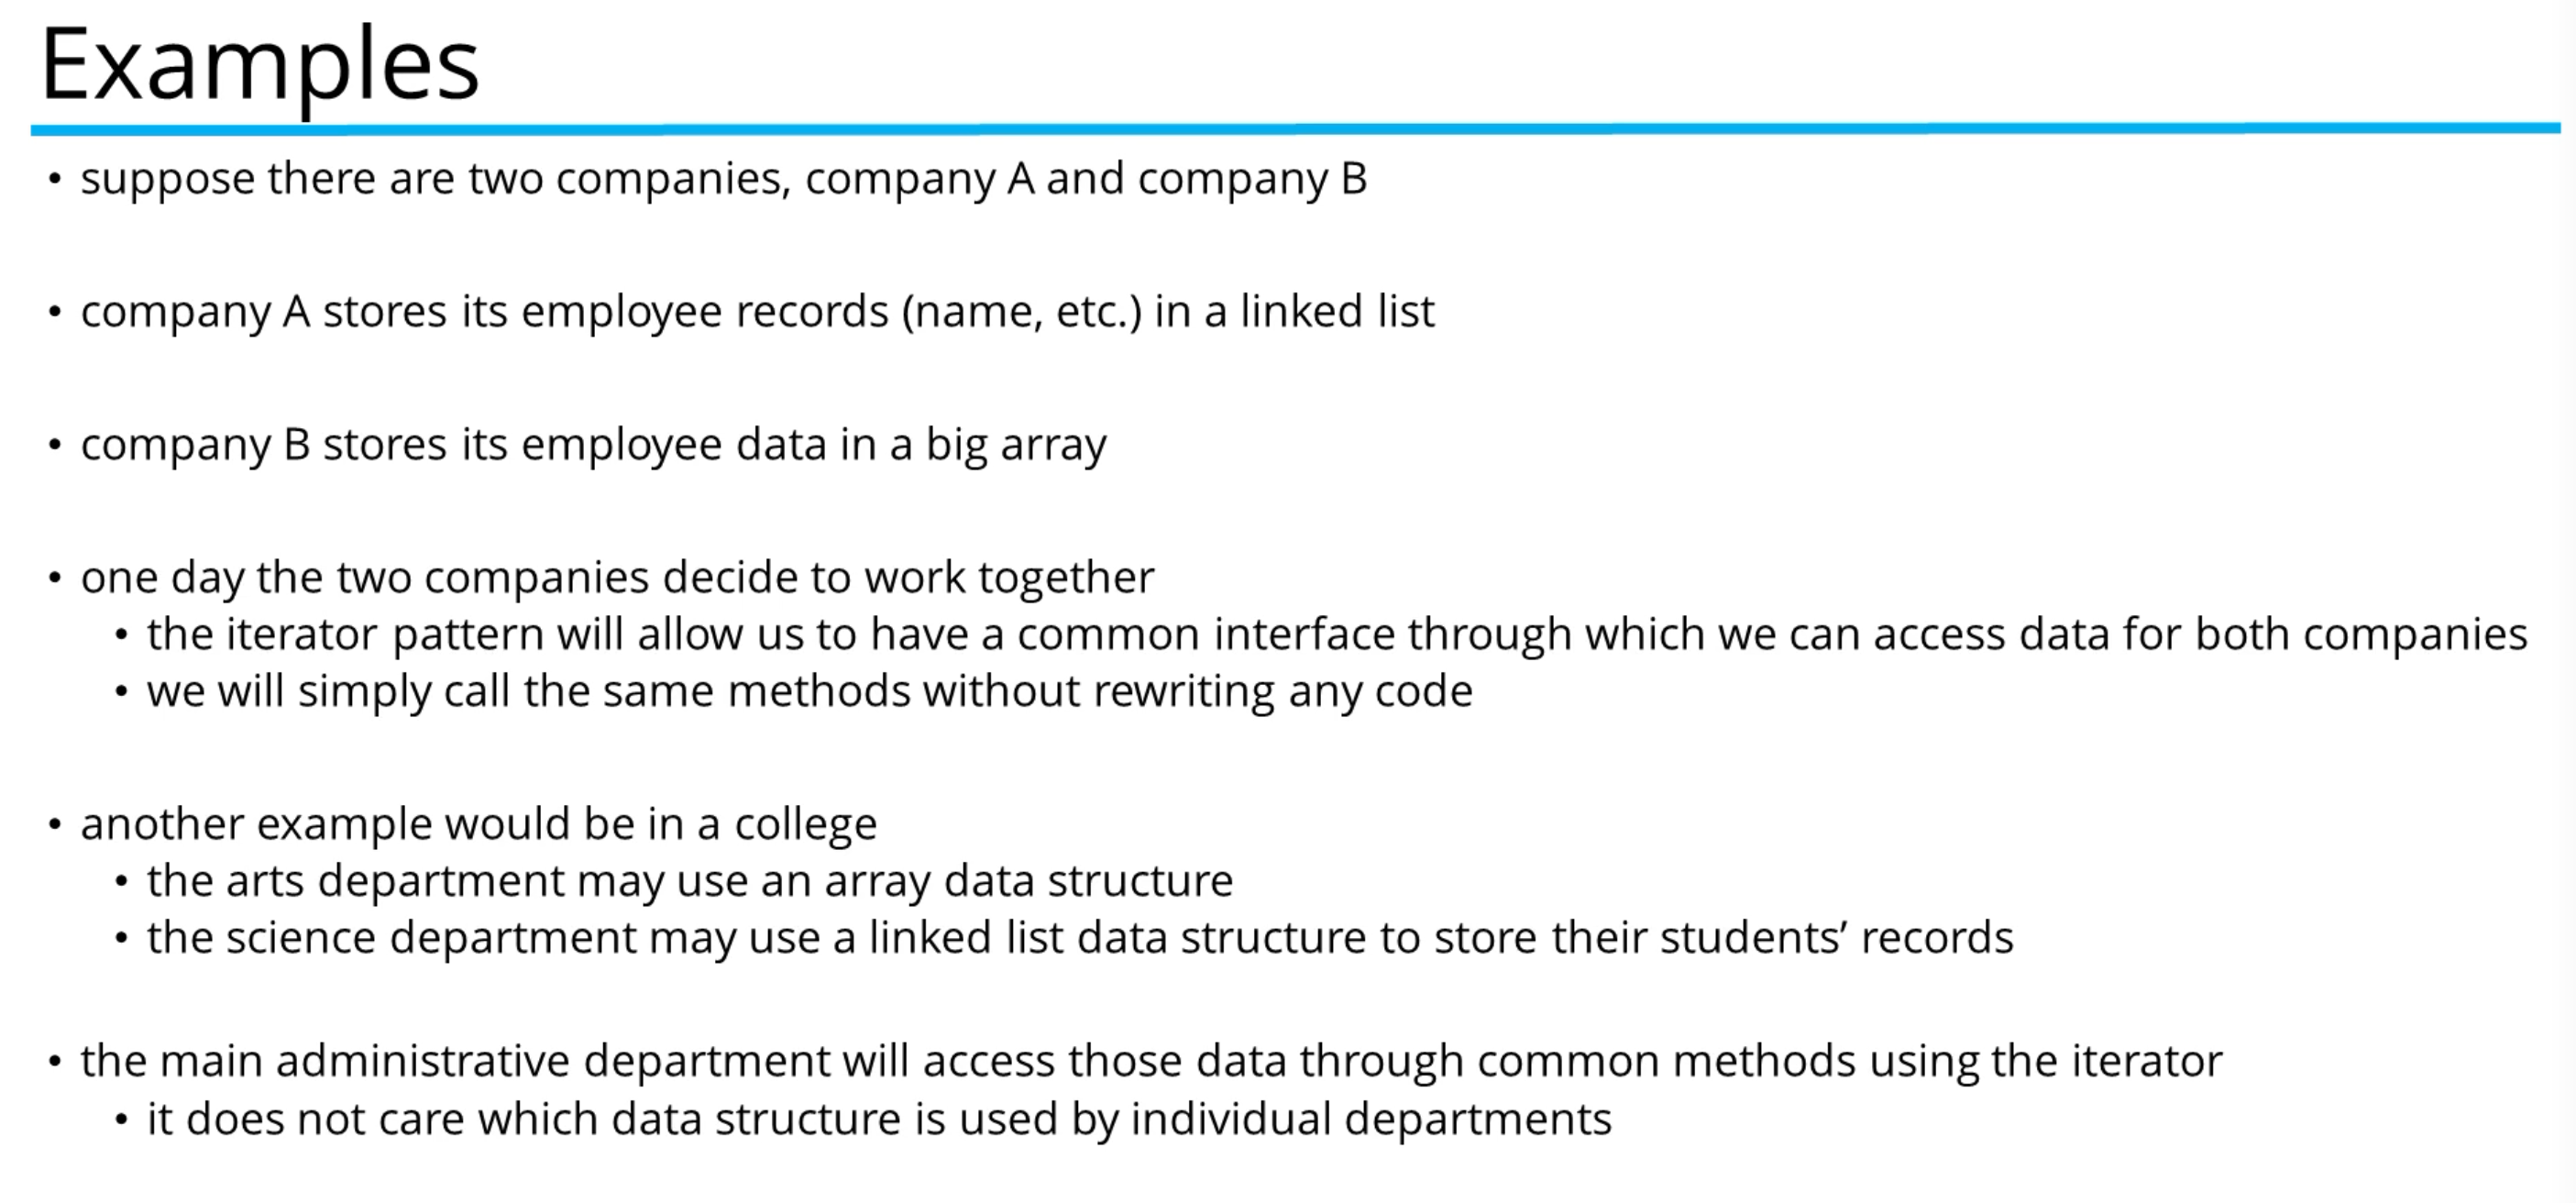 Examples
• suppose there are two companies, company A and company B
• company A stores its employee records (name, etc.) in a linked list
• company B stores its employee data in a big array
• one day the two companies decide to work together
• the iterator pattern will allow us to have a common interface through which we can access data for both companies
• we will simply call the same methods without rewriting any code
• another example would be in a college
• the arts department may use an array data structure
• the science department may use a linked list data structure to store their students’ records
• the main administrative department will access those data through common methods using the iterator
• it does not care which data structure is used by individual departments